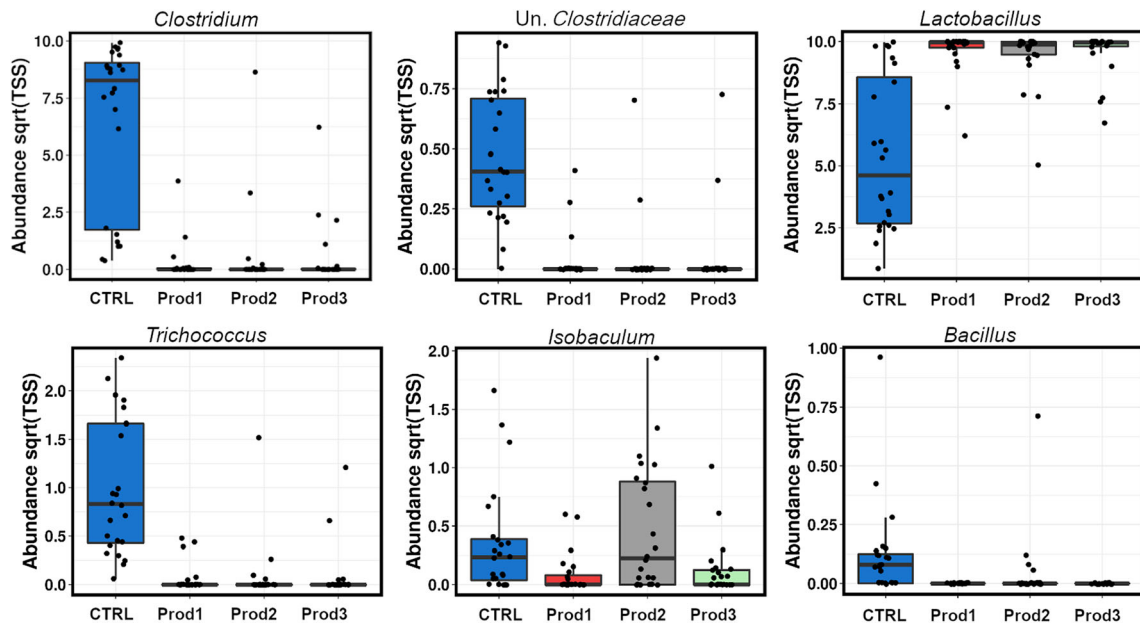 Clostridium
Abundance sqrt(TSS)
10.0
7.5
5.0
2.5
0.0
CTRL Prod1 Prod2 Prod3
Un. Clostridiaceae
Abundance sqrt(TSS)
0.75
0.50
0.25
0.00
CTRL Prod1 Prod2 Prod3
Lactobacillus
Abundance sqrt(TSS)
10.0
7.5
5.0
2.5
CTRL Prod1 Prod2 Prod3
Trichococcus
Abundance sqrt(TSS)
2.0
1.5
1.0
0.5
0.0
CTRL Prod1 Prod2 Prod3
Isobaculum
Abundance sqrt(TSS)
2.0
1.5
1.0
0.5
0.0
CTRL Prod1 Prod2 Prod3
Bacillus
Abundance sqrt(TSS)
1.00
0.75
0.50
0.25
0.00
CTRL Prod1 Prod2 Prod3